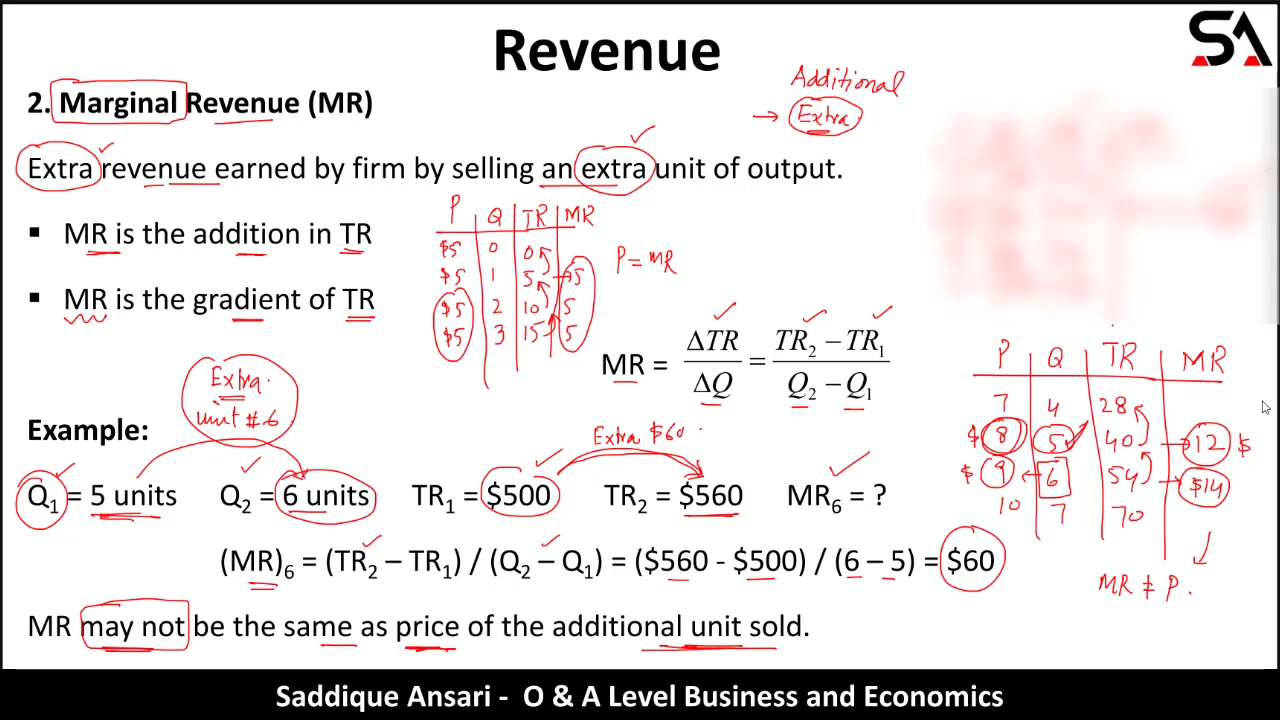 Revenue
SA
2. Marginal Revenue (MR)
Additional
→ Extra
Extra revenue earned by firm by selling an extra unit of output.
▪ MR is the addition in TR
▪ MR is the gradient of TR
P Q TR MR
$5 0 0
$5 1 5 → 5
$5 2 10 5
$5 3 15 5
P = MR
MR = ΔTR / ΔQ = TR₂ − TR₁ / Q₂ − Q₁
P Q TR MR
7 4 28
$ 8 5 40 → 12 $
$ 9 6 54 → $14
10 7 70
MR ≠ P.
Extra
unit #6
Example:
Extra $60
Q₁ = 5 units Q₂ = 6 units TR₁ = $500 TR₂ = $560 MR₆ = ?
(MR)₆ = (TR₂ – TR₁) / (Q₂ – Q₁) = ($560 - $500) / (6 – 5) = $60
MR may not be the same as price of the additional unit sold.
Saddique Ansari - O & A Level Business and Economics